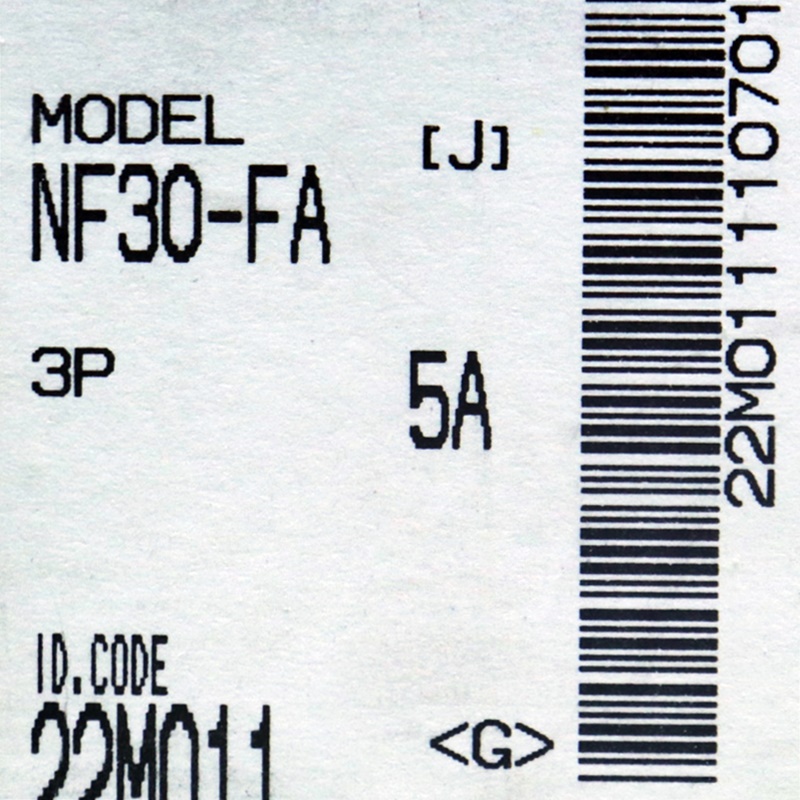 MODEL
[J]
NF30-FA
3P
5A
ID.CODE
22M011
<G>
22M011110701